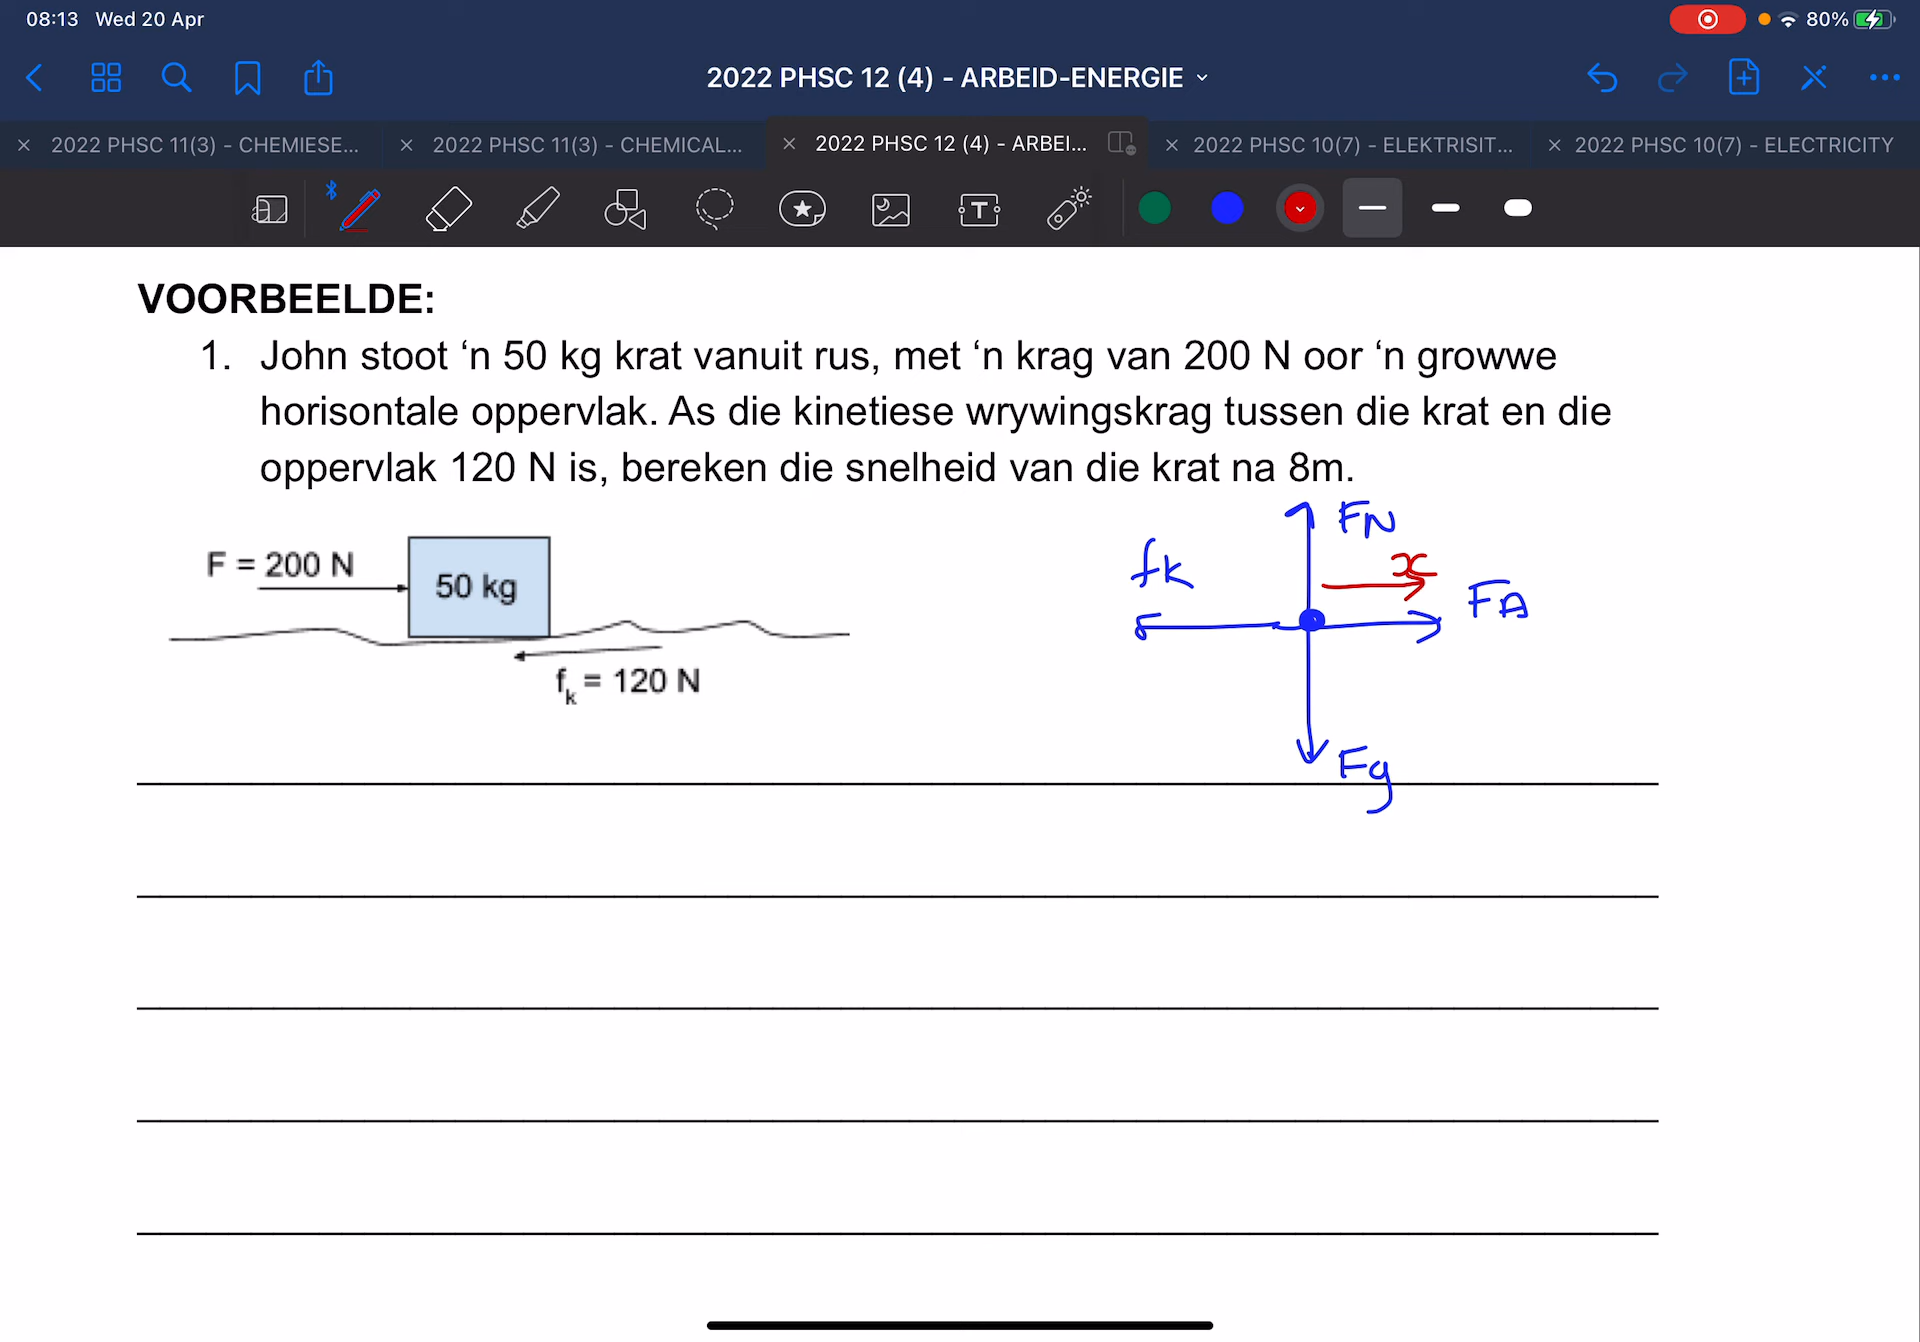 08:13 Wed 20 Apr
80%
2022 PHSC 12 (4) - ARBEID-ENERGIE
2022 PHSC 11(3) - CHEMIESE...
2022 PHSC 11(3) - CHEMICAL...
2022 PHSC 12 (4) - ARBEI...
2022 PHSC 10(7) - ELEKTRISIT...
2022 PHSC 10(7) - ELECTRICITY
T
VOORBEELDE:
1. John stoot ‘n 50 kg krat vanuit rus, met ‘n krag van 200 N oor ‘n growwe
horisontale oppervlak. As die kinetiese wrywingskrag tussen die krat en die
oppervlak 120 N is, bereken die snelheid van die krat na 8m.
F = 200 N
50 kg
fk = 120 N
FN
fk
x
FA
Fg